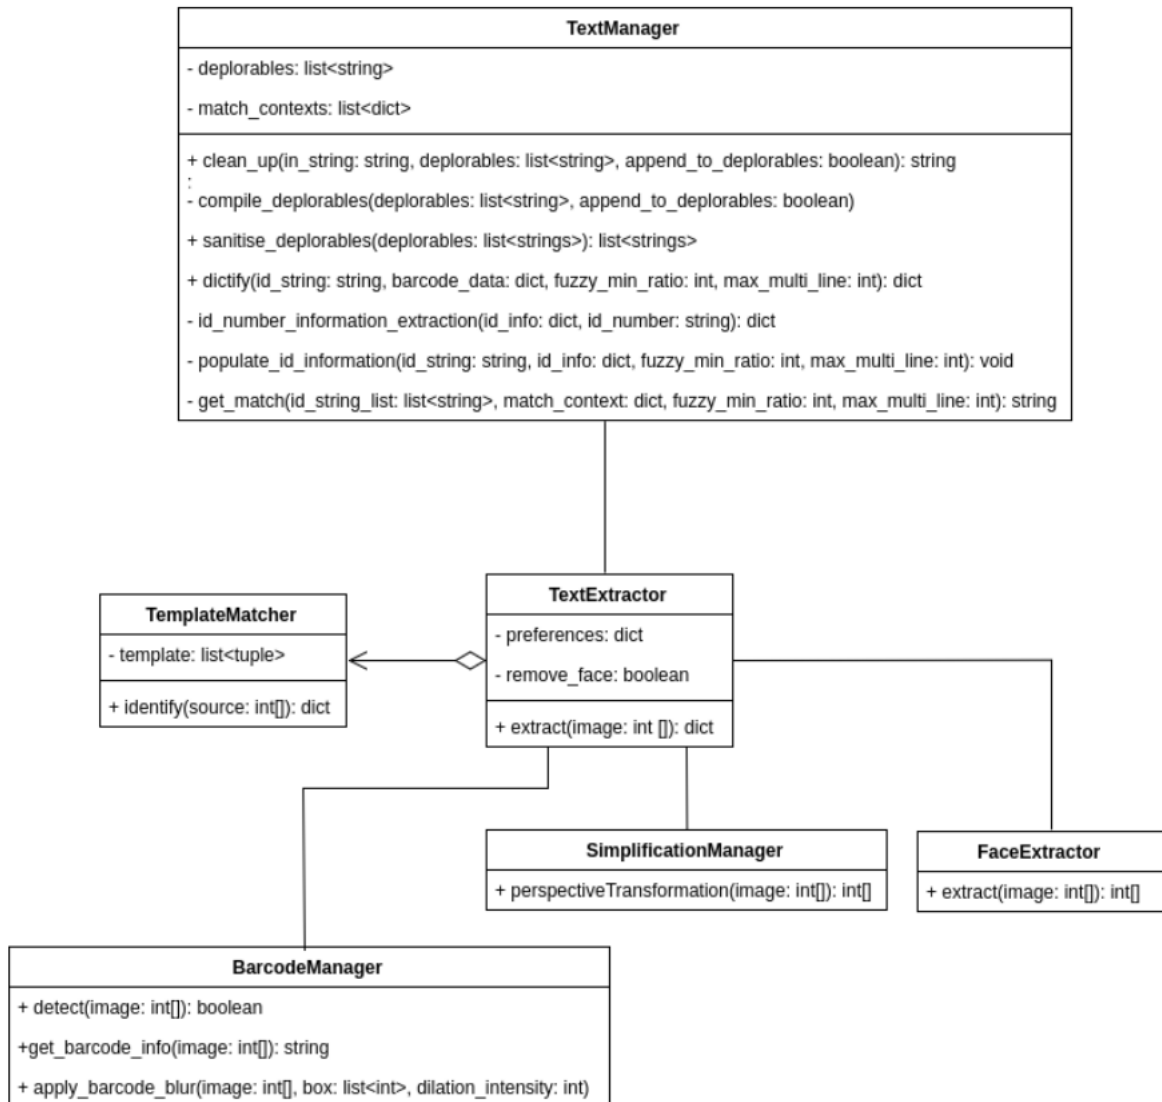 TextManager
- deplorables: list<string>
- match_contexts: list<dict>
+ clean_up(in_string: string, deplorables: list<string>, append_to_deplorables: boolean): string
:
- compile_deplorables(deplorables: list<string>, append_to_deplorables: boolean)
+ sanitise_deplorables(deplorables: list<strings>): list<strings>
+ dictify(id_string: string, barcode_data: dict, fuzzy_min_ratio: int, max_multi_line: int): dict
- id_number_information_extraction(id_info: dict, id_number: string): dict
- populate_id_information(id_string: string, id_info: dict, fuzzy_min_ratio: int, max_multi_line: int): void
- get_match(id_string_list: list<string>, match_context: dict, fuzzy_min_ratio: int, max_multi_line: int): string
TemplateMatcher
- template: list<tuple>
+ identify(source: int[]): dict
TextExtractor
- preferences: dict
- remove_face: boolean
+ extract(image: int []): dict
SimplificationManager
+ perspectiveTransformation(image: int[]): int[]
FaceExtractor
+ extract(image: int[]): int[]
BarcodeManager
+ detect(image: int[]): boolean
+get_barcode_info(image: int[]): string
+ apply_barcode_blur(image: int[], box: list<int>, dilation_intensity: int)